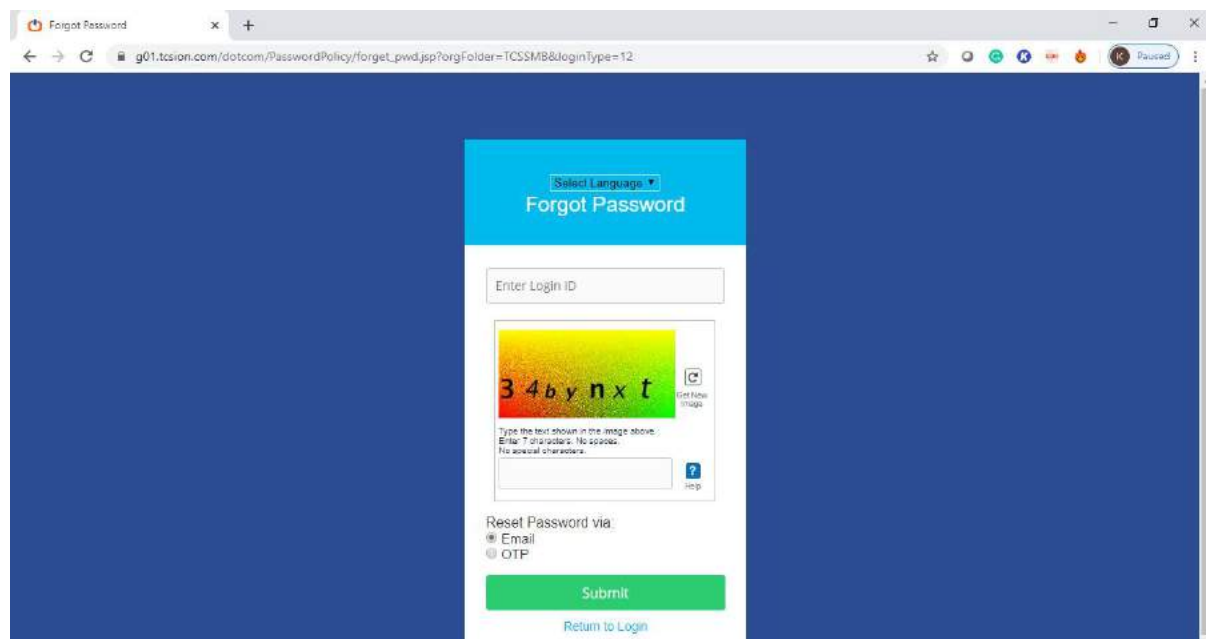 Forgot Password
g01.tcsion.com/dotcom/PasswordPolicy/forget_pwd.jsp?orgFolder=TCSSMB&loginType=12
K Paused
Select Language ▼
Forgot Password
Enter Login ID
3 4 b y n x t
Get New
Image
Type the text shown in the image above.
Enter 7 characters. No spaces.
No special characters.
?
Help
Reset Password via:
Email
OTP
Submit
Return to Login